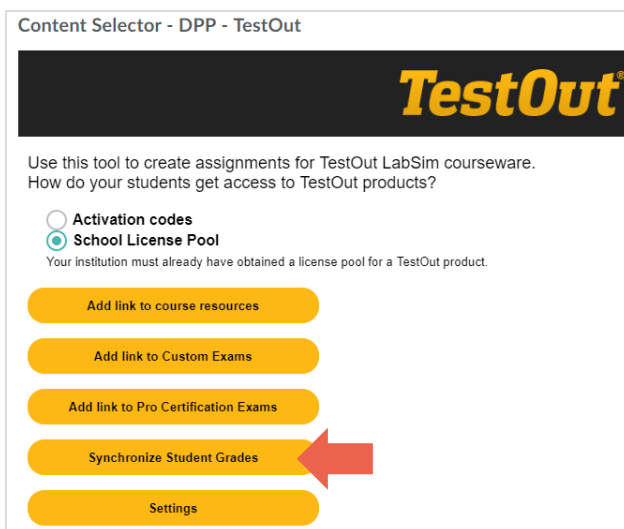 Content Selector - DPP - TestOut
TestOut®
Use this tool to create assignments for TestOut LabSim courseware.
How do your students get access to TestOut products?
Activation codes
School License Pool
Your institution must already have obtained a license pool for a TestOut product.
Add link to course resources
Add link to Custom Exams
Add link to Pro Certification Exams
Synchronize Student Grades
Settings